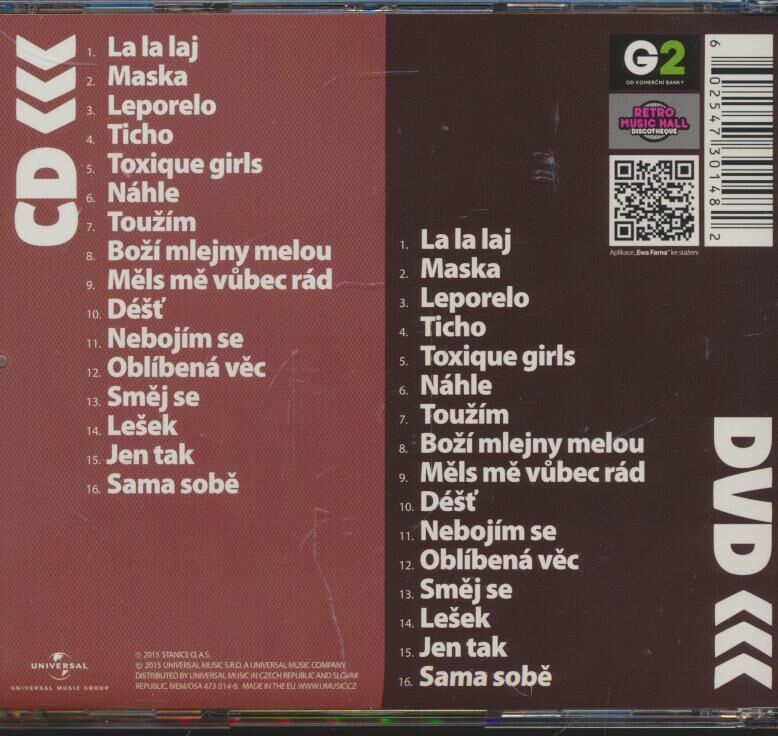 CD
1. La la laj
2. Maska
3. Leporelo
4. Ticho
5. Toxique girls
6. Náhle
7. Toužím
8. Boží mlejny melou
9. Měls mě vůbec rád
10. Déšť
11. Nebojím se
12. Oblíbená věc
13. Směj se
14. Lešek
15. Jen tak
16. Sama sobě
UNIVERSAL
UNIVERSAL MUSIC GROUP
℗ 2015 STANICE O, A.S.
© 2015 UNIVERSAL MUSIC S.R.O. A UNIVERSAL MUSIC COMPANY.
DISTRIBUTED BY UNIVERSAL MUSIC IN CZECH REPUBLIC AND SLOVAK
REPUBLIC. BIEM/OSA 473 014-8. MADE IN THE EU. WWW.UMUSIC.CZ
G2
OD KOMERČNÍ BANKY
RETRO
MUSIC HALL
DISCOTHEQUE
Aplikace „Ewa Farna“ ke stažení
6 02547 30148 2
1. La la laj
2. Maska
3. Leporelo
4. Ticho
5. Toxique girls
6. Náhle
7. Toužím
8. Boží mlejny melou
9. Měls mě vůbec rád
10. Déšť
11. Nebojím se
12. Oblíbená věc
13. Směj se
14. Lešek
15. Jen tak
16. Sama sobě
DVD